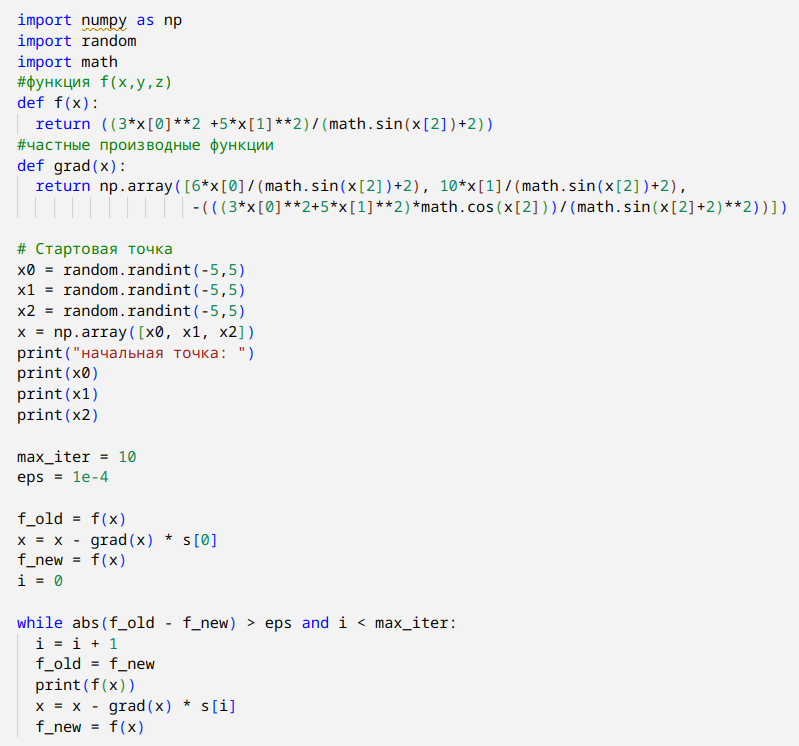 import numpy as np
import random
import math
#функция f(x,y,z)
def f(x):
  return ((3*x[0]**2 +5*x[1]**2)/(math.sin(x[2])+2))
#частные производные функции
def grad(x):
  return np.array([6*x[0]/(math.sin(x[2])+2), 10*x[1]/(math.sin(x[2])+2),
                   -(((3*x[0]**2+5*x[1]**2)*math.cos(x[2]))/(math.sin(x[2]+2)**2))])
# Стартовая точка
x0 = random.randint(-5,5)
x1 = random.randint(-5,5)
x2 = random.randint(-5,5)
x = np.array([x0, x1, x2])
print("начальная точка: ")
print(x0)
print(x1)
print(x2)
max_iter = 10
eps = 1e-4
f_old = f(x)
x = x - grad(x) * s[0]
f_new = f(x)
i = 0
while abs(f_old - f_new) > eps and i < max_iter:
  i = i + 1
  f_old = f_new
  print(f(x))
  x = x - grad(x) * s[i]
  f_new = f(x)